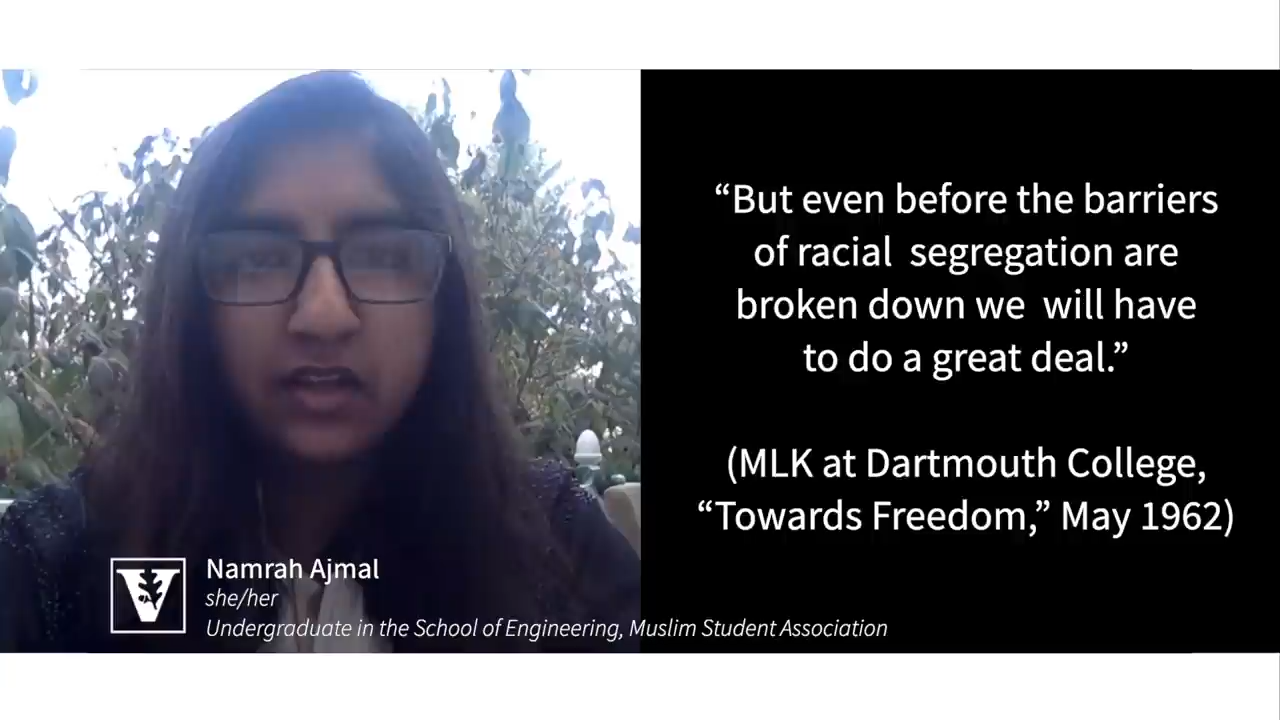 “But even before the barriers
of racial  segregation are
broken down we  will have
to do a great deal.”
(MLK at Dartmouth College,
“Towards Freedom,” May 1962)
V
Namrah Ajmal
she/her
Undergraduate in the School of Engineering, Muslim Student Association